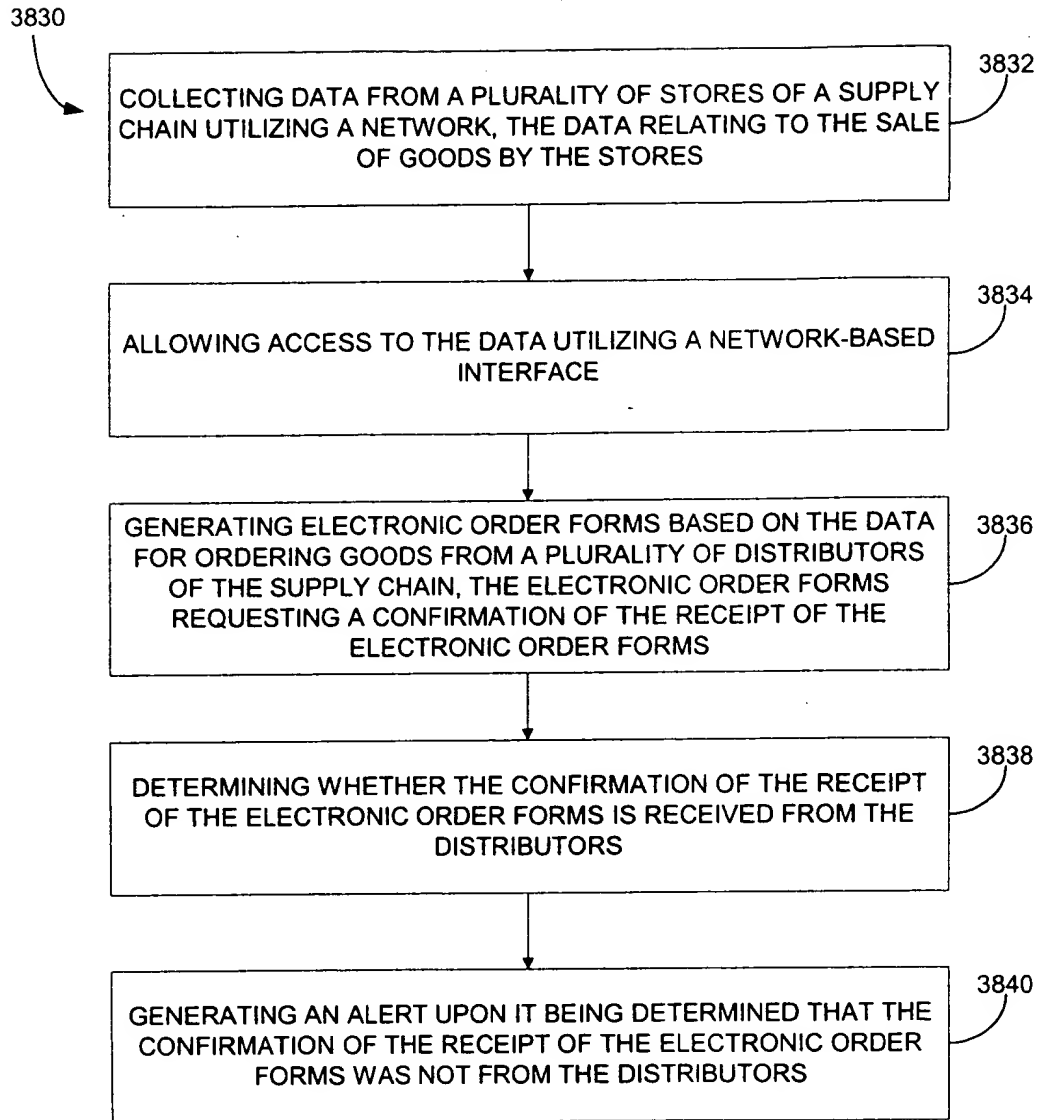 3830
3832
COLLECTING DATA FROM A PLURALITY OF STORES OF A SUPPLY
CHAIN UTILIZING A NETWORK, THE DATA RELATING TO THE SALE
OF GOODS BY THE STORES
3834
ALLOWING ACCESS TO THE DATA UTILIZING A NETWORK-BASED
INTERFACE
3836
GENERATING ELECTRONIC ORDER FORMS BASED ON THE DATA
FOR ORDERING GOODS FROM A PLURALITY OF DISTRIBUTORS
OF THE SUPPLY CHAIN, THE ELECTRONIC ORDER FORMS
REQUESTING A CONFIRMATION OF THE RECEIPT OF THE
ELECTRONIC ORDER FORMS
3838
DETERMINING WHETHER THE CONFIRMATION OF THE RECEIPT
OF THE ELECTRONIC ORDER FORMS IS RECEIVED FROM THE
DISTRIBUTORS
3840
GENERATING AN ALERT UPON IT BEING DETERMINED THAT THE
CONFIRMATION OF THE RECEIPT OF THE ELECTRONIC ORDER
FORMS WAS NOT FROM THE DISTRIBUTORS